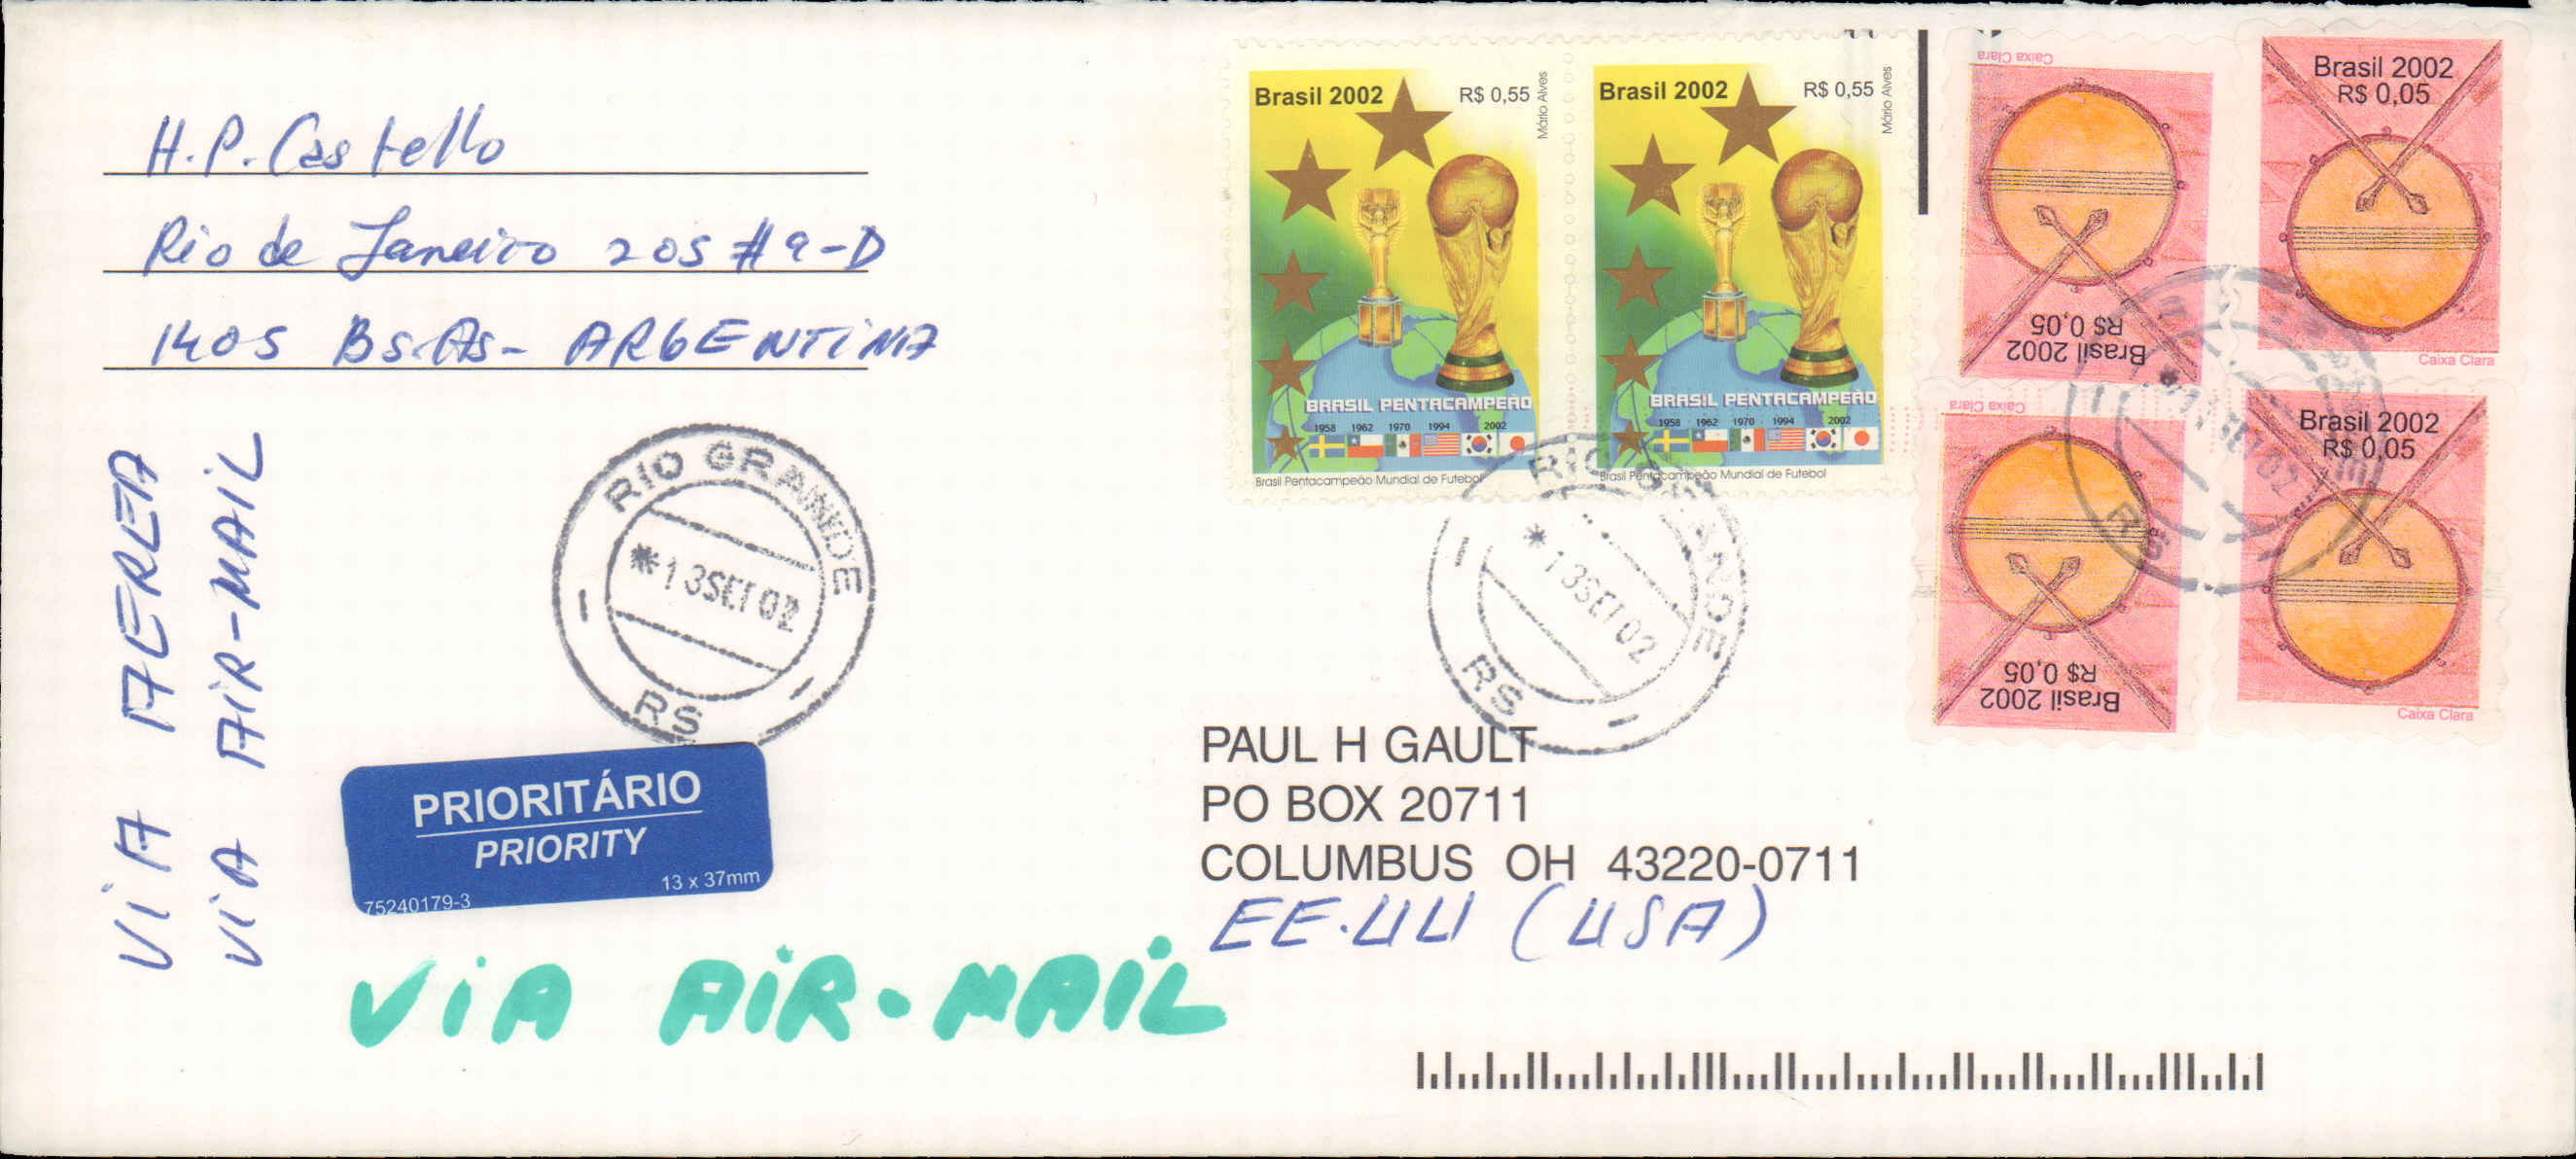 H.P. Castello
Rio de Janeiro 205 #9-D
1405 Bs.As- ARGENTINA
VIA AEREA
VIA AIR-MAIL
RIO GRANDE
*13SET02
RS
PRIORITÁRIO
PRIORITY
75240179-3
13 x 37mm
VIA AIR-MAIL
Brasil 2002
R$ 0,55
Mário Alves
BRASIL PENTACAMPEÃO
1958 1962 1970 1994 2002
Brasil Pentacampeão Mundial de Futebol
Brasil 2002
R$ 0,55
Mário Alves
BRASIL PENTACAMPEÃO
1958 1962 1970 1994 2002
Brasil Pentacampeão Mundial de Futebol
Caixa Clara
R$ 0,05
Brasil 2002
Brasil 2002
R$ 0,05
Caixa Clara
Caixa Clara
R$ 0,05
Brasil 2002
Brasil 2002
R$ 0,05
Caixa Clara
RIO GRANDE
*13SET02
RS
SET02
RS
PAUL H GAULT
PO BOX 20711
COLUMBUS OH 43220-0711
EE.UU (USA)